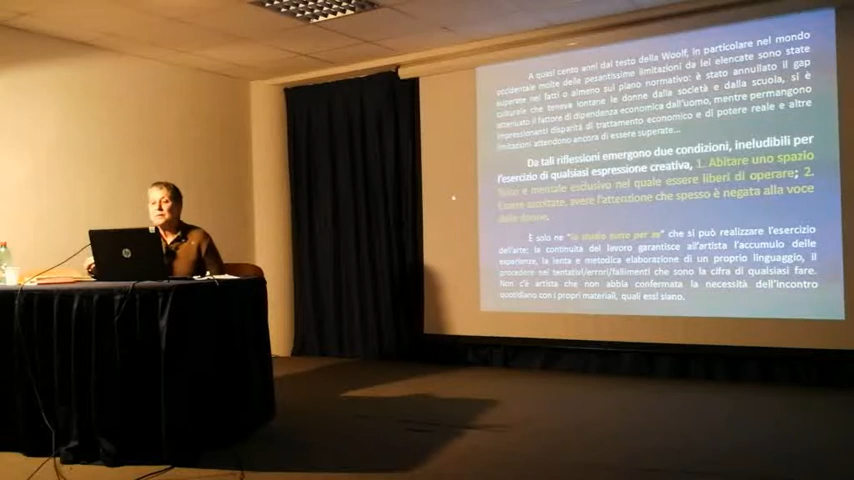 A quasi cento anni dal testo della Woolf, in particolare nel mondo
occidentale molte delle pesantissime limitazioni da lei elencate sono state
superate nei fatti o almeno sul piano normativo: è stato annullato il gap
culturale che teneva lontane le donne dalla società e dalla scuola, si è
attenuato il fattore di dipendenza economica dall'uomo, mentre permangono
impressionanti disparità di trattamento economico e di potere reale e altre
limitazioni attendono ancora di essere superate...
Da tali riflessioni emergono due condizioni, ineludibili per
l'esercizio di qualsiasi espressione creativa, 1. Abitare uno spazio
fisico e mentale esclusivo nel quale essere liberi di operare; 2.
Essere ascoltate, avere l'attenzione che spesso è negata alla voce
delle donne.
È solo ne "lo studio tutto per sé" che si può realizzare l'esercizio
dell'arte: la continuità del lavoro garantisce all'artista l'accumulo delle
esperienze, la lenta e metodica elaborazione di un proprio linguaggio, il
procedere nei tentativi/errori/fallimenti che sono la cifra di qualsiasi fare.
Non c'è artista che non abbia confermata la necessità dell'incontro
quotidiano con i propri materiali, quali essi siano.
hp